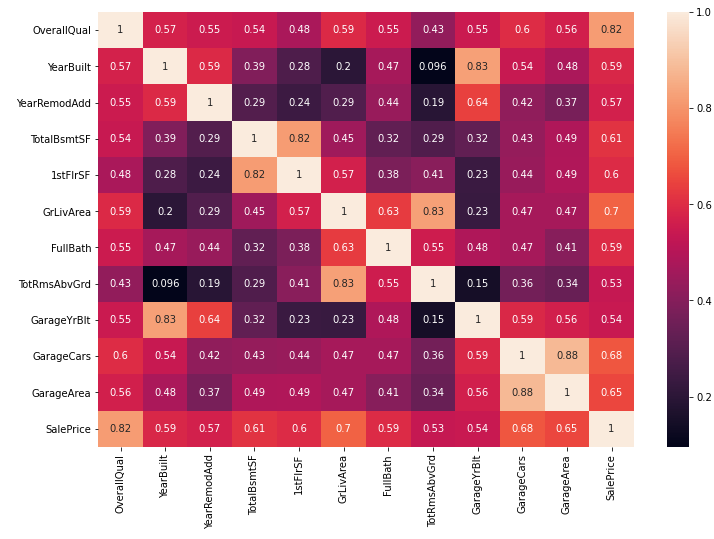 OverallQual 1 0.57 0.55 0.54 0.48 0.59 0.55 0.43 0.55 0.6 0.56 0.82
YearBuilt 0.57 1 0.59 0.39 0.28 0.2 0.47 0.096 0.83 0.54 0.48 0.59
YearRemodAdd 0.55 0.59 1 0.29 0.24 0.29 0.44 0.19 0.64 0.42 0.37 0.57
TotalBsmtSF 0.54 0.39 0.29 1 0.82 0.45 0.32 0.29 0.32 0.43 0.49 0.61
1stFlrSF 0.48 0.28 0.24 0.82 1 0.57 0.38 0.41 0.23 0.44 0.49 0.6
GrLivArea 0.59 0.2 0.29 0.45 0.57 1 0.63 0.83 0.23 0.47 0.47 0.7
FullBath 0.55 0.47 0.44 0.32 0.38 0.63 1 0.55 0.48 0.47 0.41 0.59
TotRmsAbvGrd 0.43 0.096 0.19 0.29 0.41 0.83 0.55 1 0.15 0.36 0.34 0.53
GarageYrBlt 0.55 0.83 0.64 0.32 0.23 0.23 0.48 0.15 1 0.59 0.56 0.54
GarageCars 0.6 0.54 0.42 0.43 0.44 0.47 0.47 0.36 0.59 1 0.88 0.68
GarageArea 0.56 0.48 0.37 0.49 0.49 0.47 0.41 0.34 0.56 0.88 1 0.65
SalePrice 0.82 0.59 0.57 0.61 0.6 0.7 0.59 0.53 0.54 0.68 0.65 1
OverallQual
YearBuilt
YearRemodAdd
TotalBsmtSF
1stFlrSF
GrLivArea
FullBath
TotRmsAbvGrd
GarageYrBlt
GarageCars
GarageArea
SalePrice
1.0
0.8
0.6
0.4
0.2